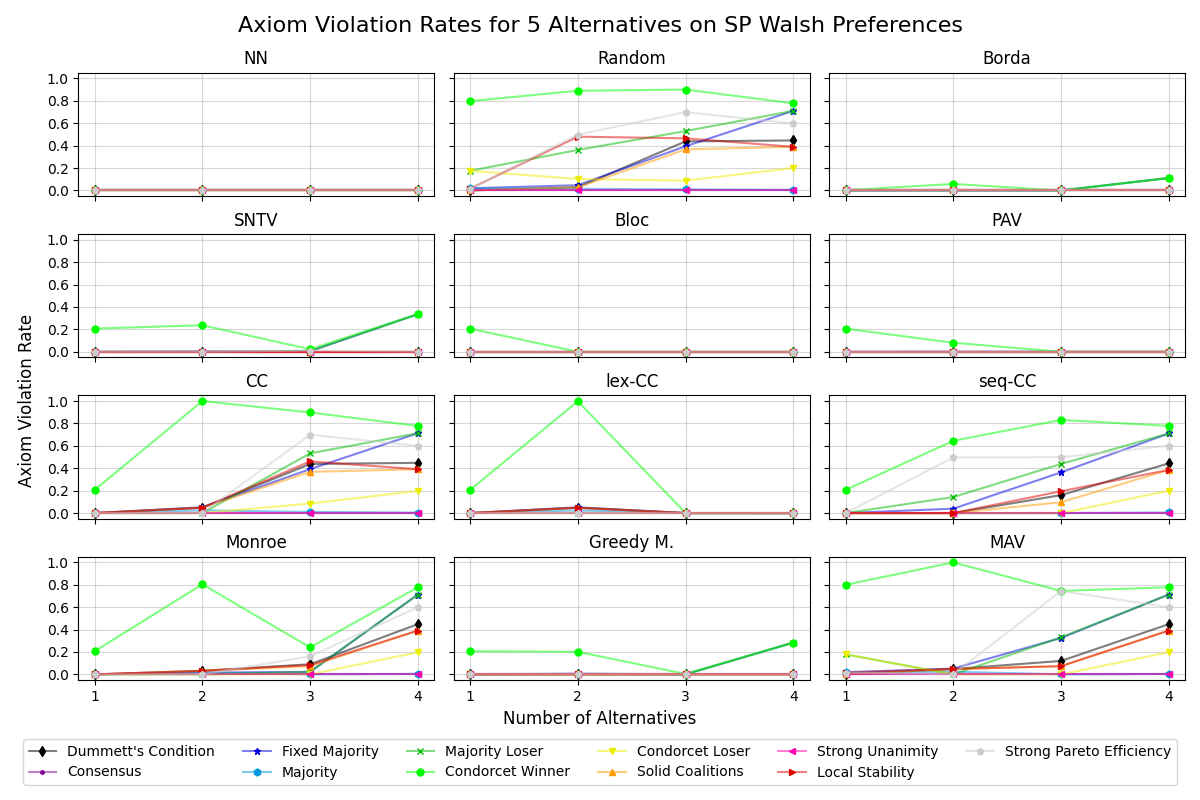 Axiom Violation Rates for 5 Alternatives on SP Walsh Preferences
NN
Random
Borda
1.0
0.8
0.6
0.4
0.2
0.0
SNTV
Bloc
PAV
1.0
0.8
0.6
0.4
0.2
0.0
CC
lex-CC
seq-CC
1.0
0.8
0.6
0.4
0.2
0.0
Monroe
Greedy M.
MAV
1.0
0.8
0.6
0.4
0.2
0.0
1 2 3 4
1 2 3 4
1 2 3 4
Axiom Violation Rate
Number of Alternatives
Dummett's Condition
Consensus
Fixed Majority
Majority
Majority Loser
Condorcet Winner
Condorcet Loser
Solid Coalitions
Strong Unanimity
Local Stability
Strong Pareto Efficiency